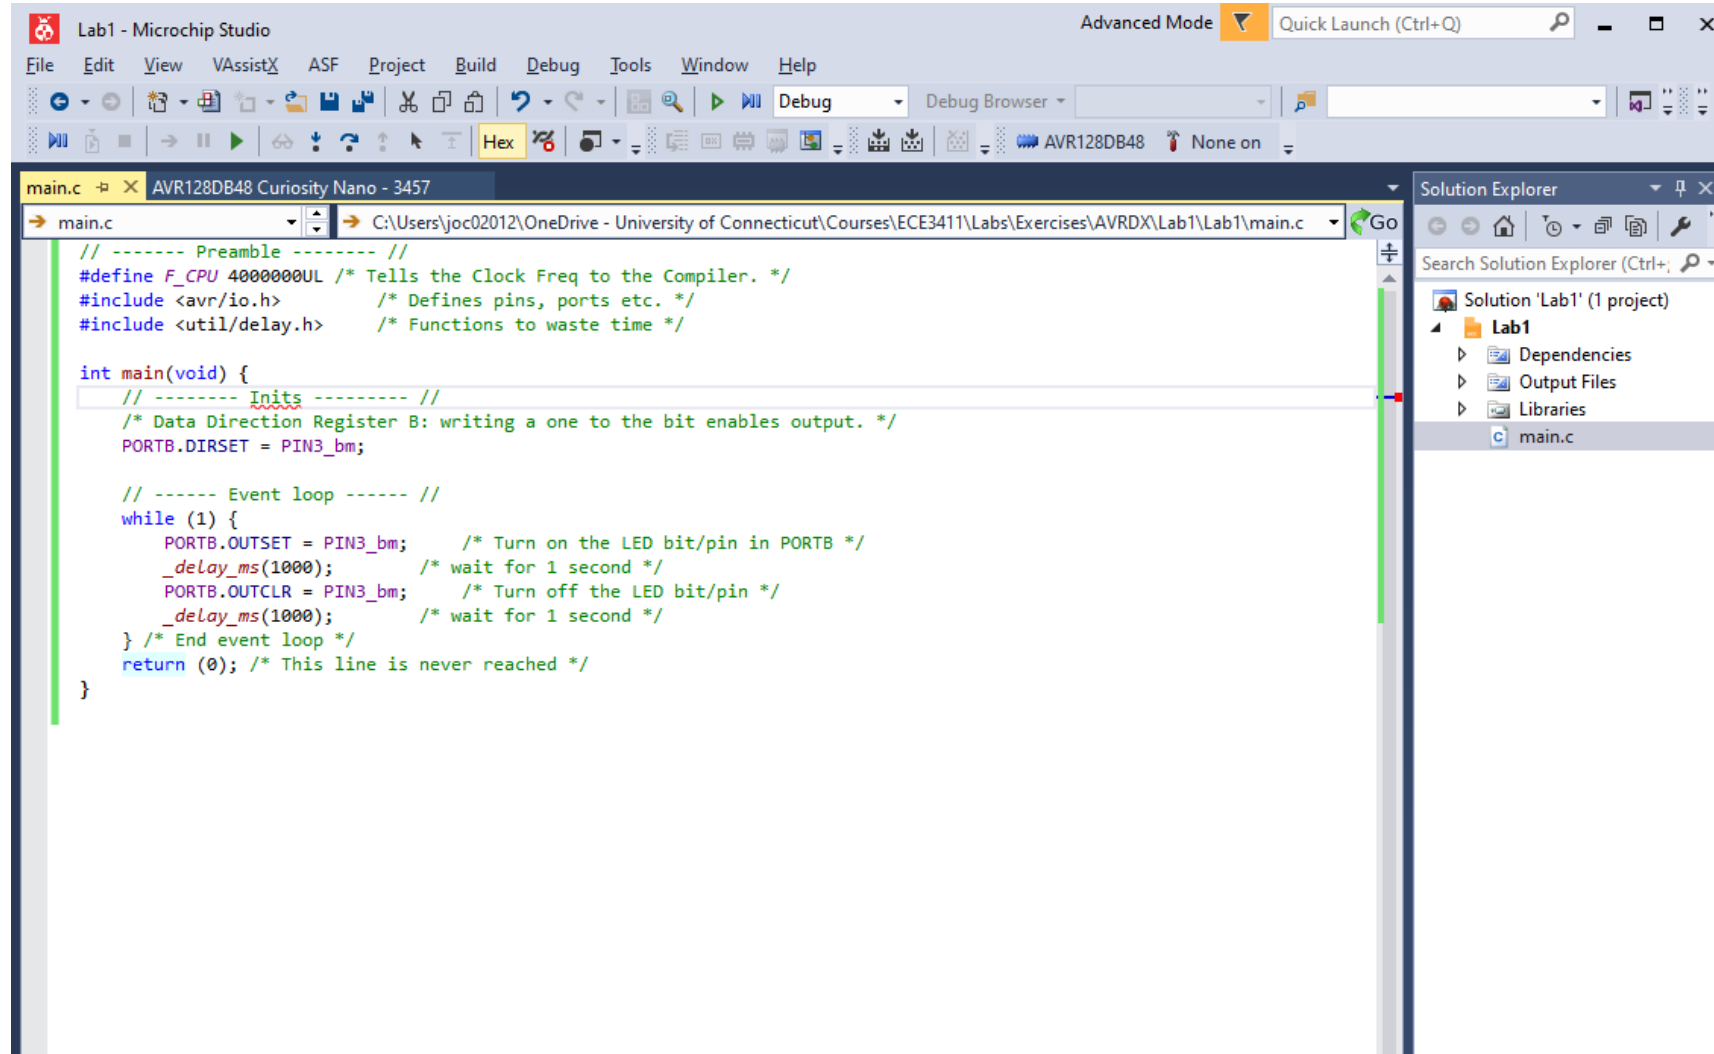 Lab1 - Microchip Studio
Advanced Mode
Quick Launch (Ctrl+Q)
File Edit View VAssistX ASF Project Build Debug Tools Window Help
Debug Debug Browser
Hex AVR128DB48 None on
main.c AVR128DB48 Curiosity Nano - 3457
main.c C:\Users\joc02012\OneDrive - University of Connecticut\Courses\ECE3411\Labs\Exercises\AVRDX\Lab1\Lab1\main.c Go
// ------- Preamble -------- //
#define F_CPU 4000000UL /* Tells the Clock Freq to the Compiler. */
#include <avr/io.h> /* Defines pins, ports etc. */
#include <util/delay.h> /* Functions to waste time */
int main(void) {
// -------- Inits --------- //
/* Data Direction Register B: writing a one to the bit enables output. */
PORTB.DIRSET = PIN3_bm;
// ------ Event loop ------ //
while (1) {
PORTB.OUTSET = PIN3_bm; /* Turn on the LED bit/pin in PORTB */
_delay_ms(1000); /* wait for 1 second */
PORTB.OUTCLR = PIN3_bm; /* Turn off the LED bit/pin */
_delay_ms(1000); /* wait for 1 second */
} /* End event loop */
return (0); /* This line is never reached */
}
Solution Explorer
Search Solution Explorer (Ctrl+;
Solution 'Lab1' (1 project)
Lab1
Dependencies
Output Files
Libraries
main.c